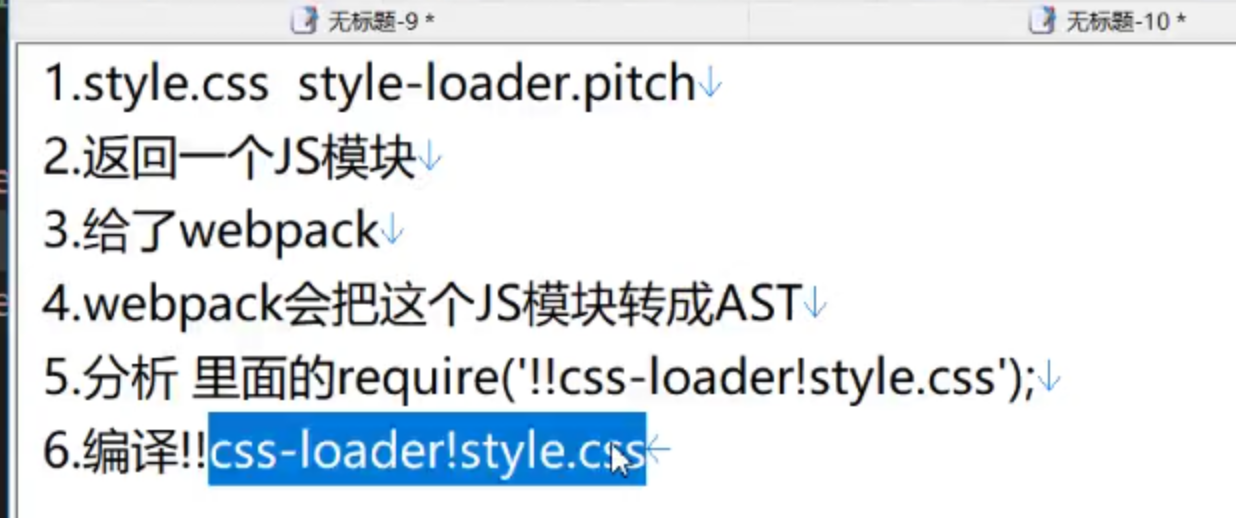 无标题-9 *
无标题-10 *
1.style.css  style-loader.pitch↓
2.返回一个JS模块↓
3.给了webpack↓
4.webpack会把这个JS模块转成AST↓
5.分析 里面的require('!!css-loader!style.css');↓
6.编译!!css-loader!style.css←